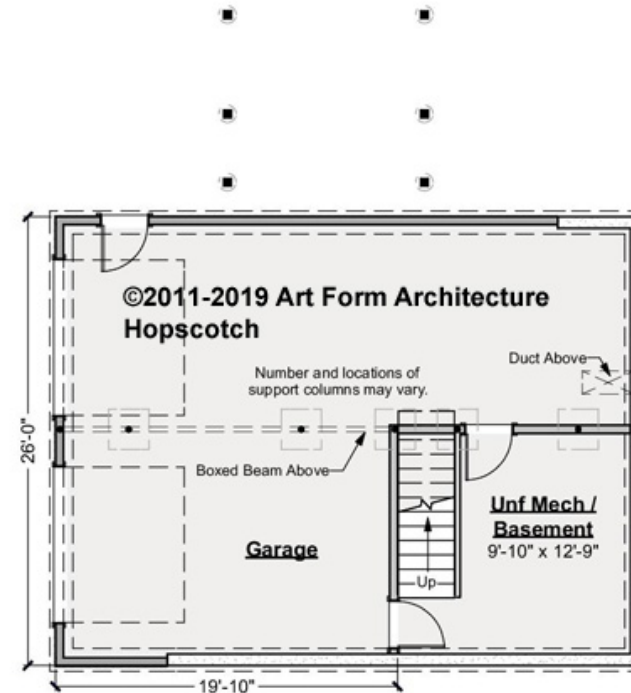 ©2011-2019 Art Form Architecture
Hopscotch
Number and locations of
support columns may vary.
Duct Above
26'-0"
Boxed Beam Above
Unf Mech /
Basement
9'-10" x 12'-9"
Garage
Up
19'-10"